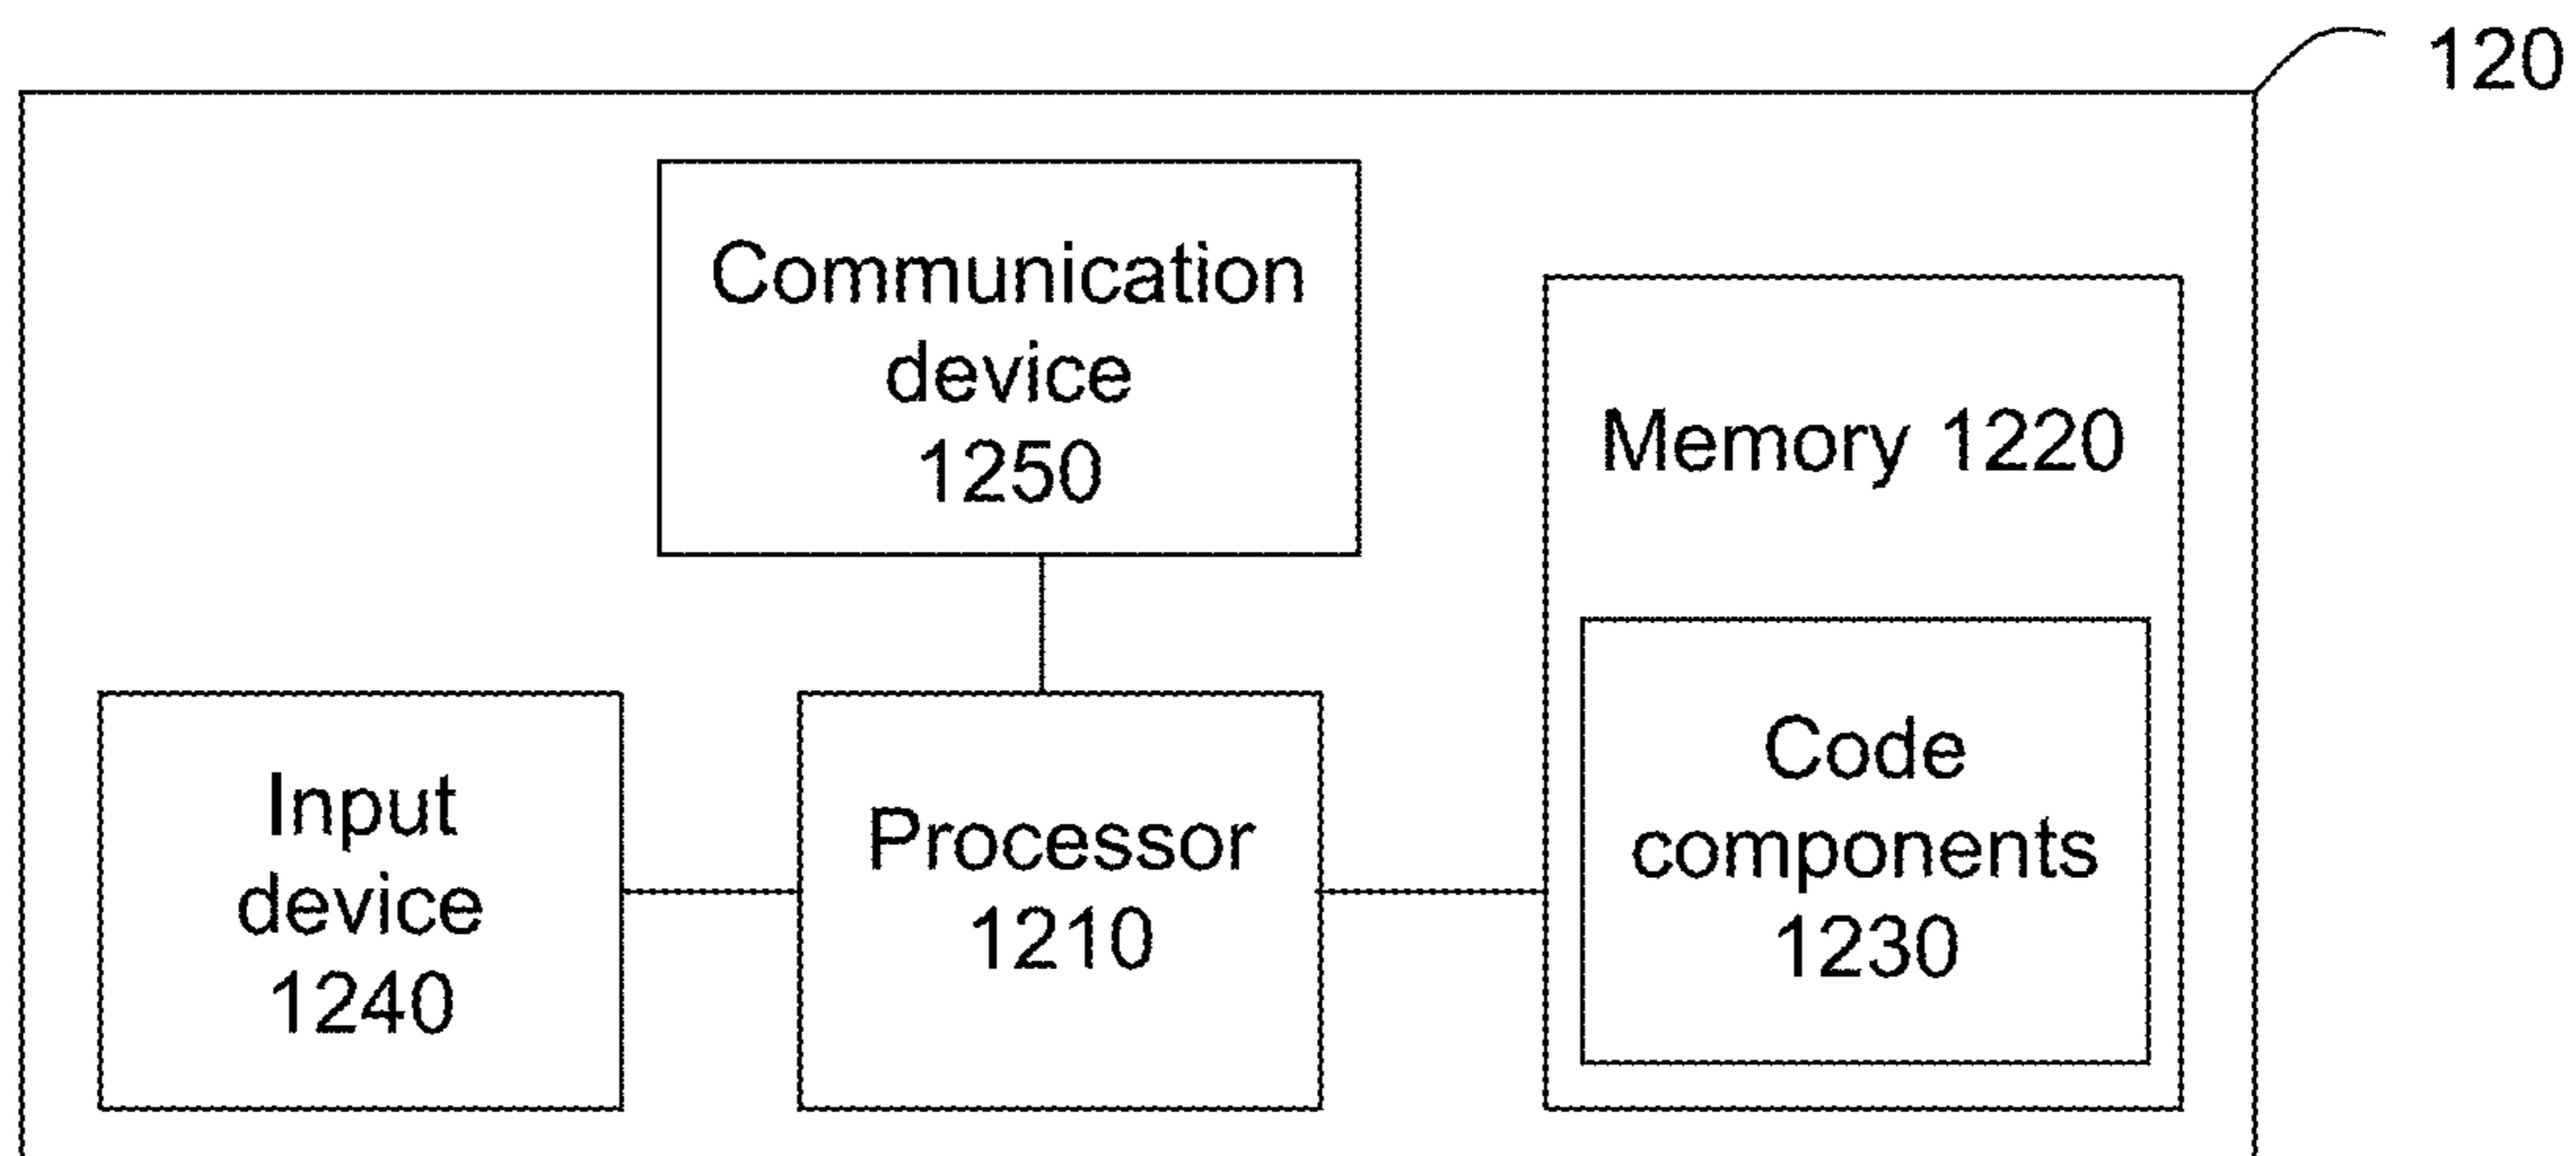 120
Communication
device
1250
Memory 1220
Input
device
1240
Processor
1210
Code
components
1230